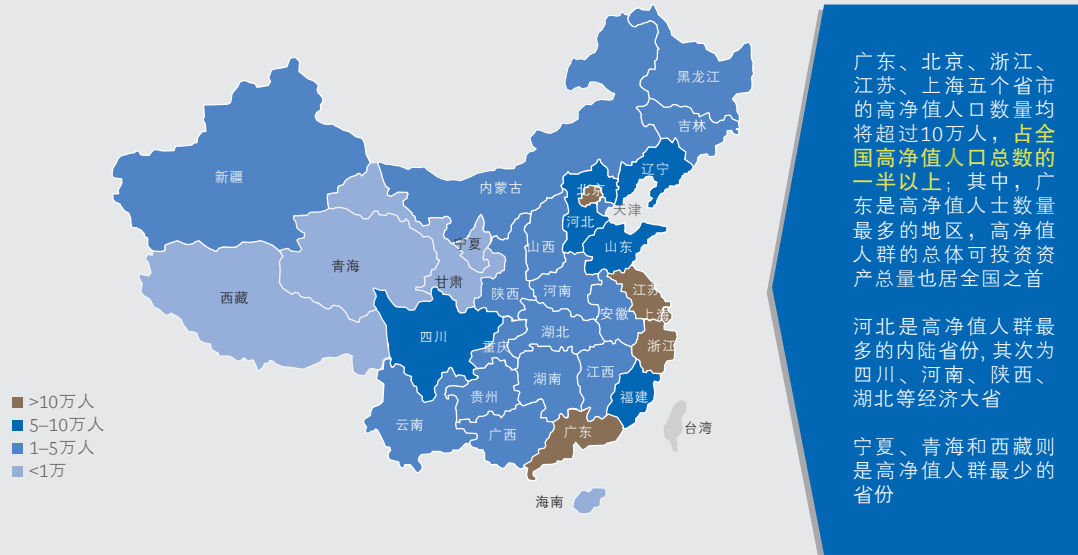 黑龙江
吉林
辽宁
新疆
内蒙古
北京
天津
河北
宁夏
山西
山东
青海
甘肃
西藏
陕西
河南
江苏
安徽
上海
四川
湖北
重庆
浙江
湖南
江西
贵州
福建
云南
广西
广东
台湾
海南
>10万人
5–10万人
1–5万人
<1万
广东、北京、浙江、
江苏、上海五个省市
的高净值人口数量均
将超过10万人，占全
国高净值人口总数的
一半以上；其中，广
东是高净值人士数量
最多的地区，高净值
人群的总体可投资资
产总量也居全国之首
河北是高净值人群最
多的内陆省份,其次为
四川、河南、陕西、
湖北等经济大省
宁夏、青海和西藏则
是高净值人群最少的
省份